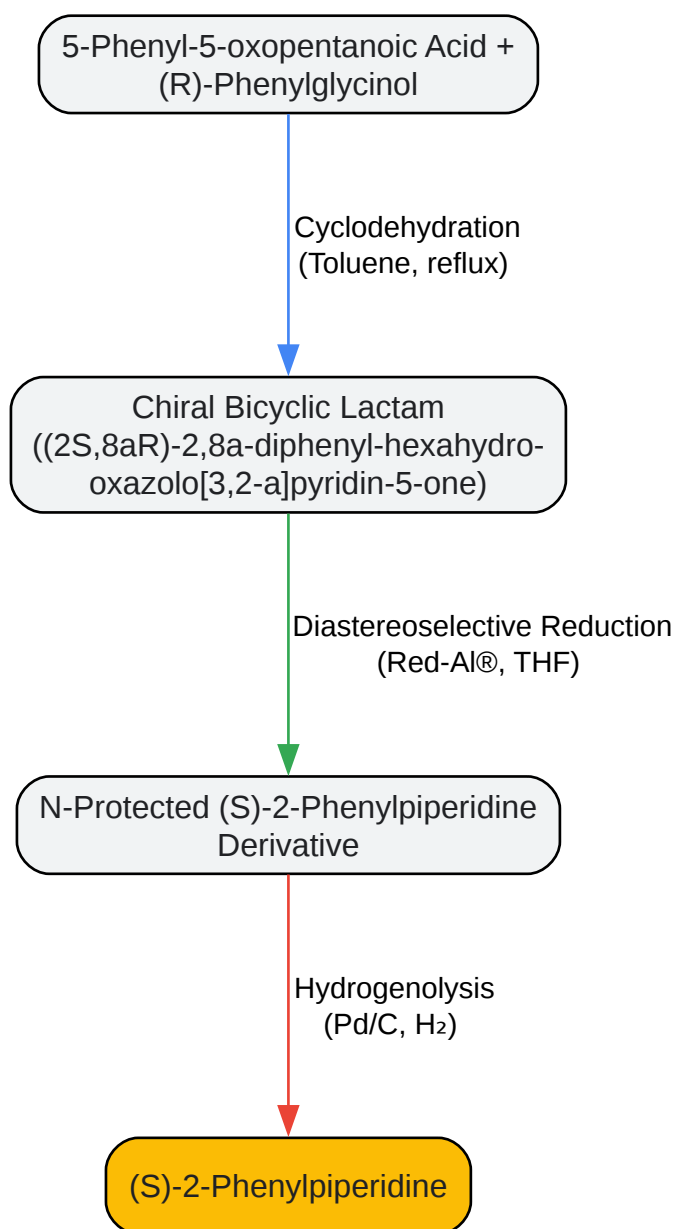 5-Phenyl-5-oxopentanoic Acid +
(R)-Phenylglycinol
Cyclodehydration
(Toluene, reflux)
Chiral Bicyclic Lactam
((2S,8aR)-2,8a-diphenyl-hexahydro-
oxazolo[3,2-a]pyridin-5-one)
Diastereoselective Reduction
(Red-Al®, THF)
N-Protected (S)-2-Phenylpiperidine
Derivative
Hydrogenolysis
(Pd/C, H₂)
(S)-2-Phenylpiperidine